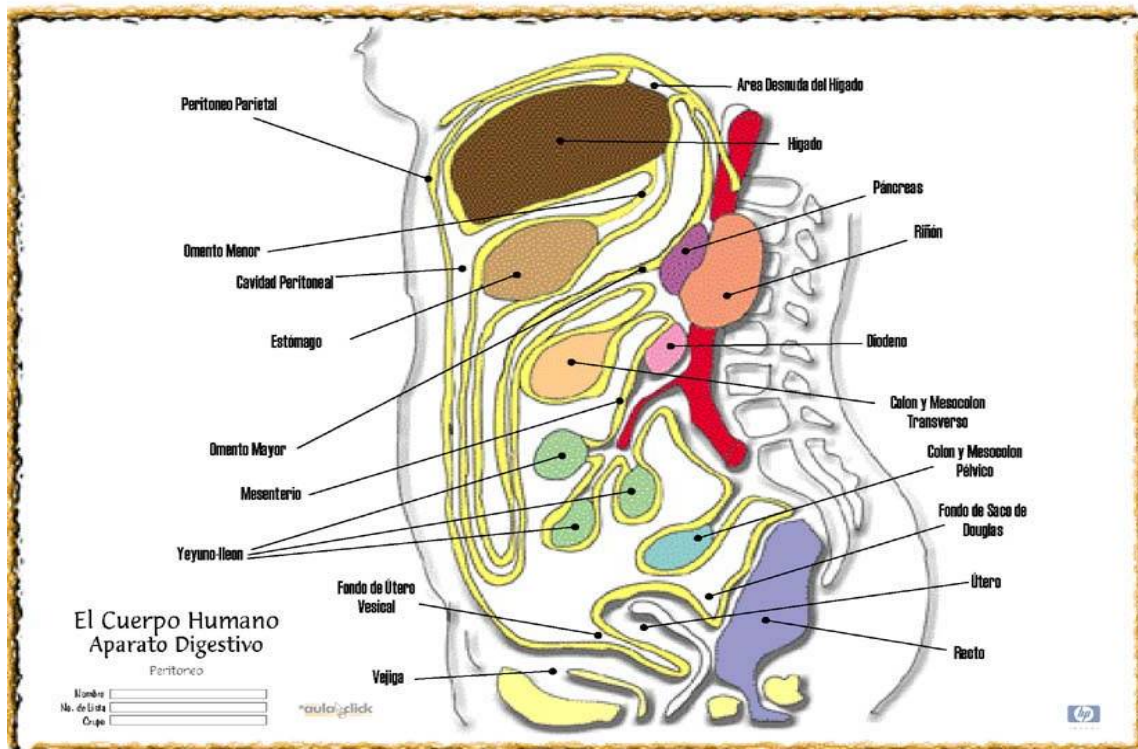 Area Desnuda del Higado
Peritoneo Parietal
Higado
Páncreas
Omento Menor
Riñón
Cavidad Peritoneal
Estómago
Díodeno
Colon y Mesocolon
Transverso
Omento Mayor
Colon y Mesocolon
Pélvico
Mesenterio
Fondo de Saco de
Douglas
Yeyuno-Ileon
Fondo de Útero
Vesical
Útero
El Cuerpo Humano
Aparato Digestivo
Peritoneo
Recto
Vejiga
Nombre
No. de Lista
Grupo
aulaclick
hp